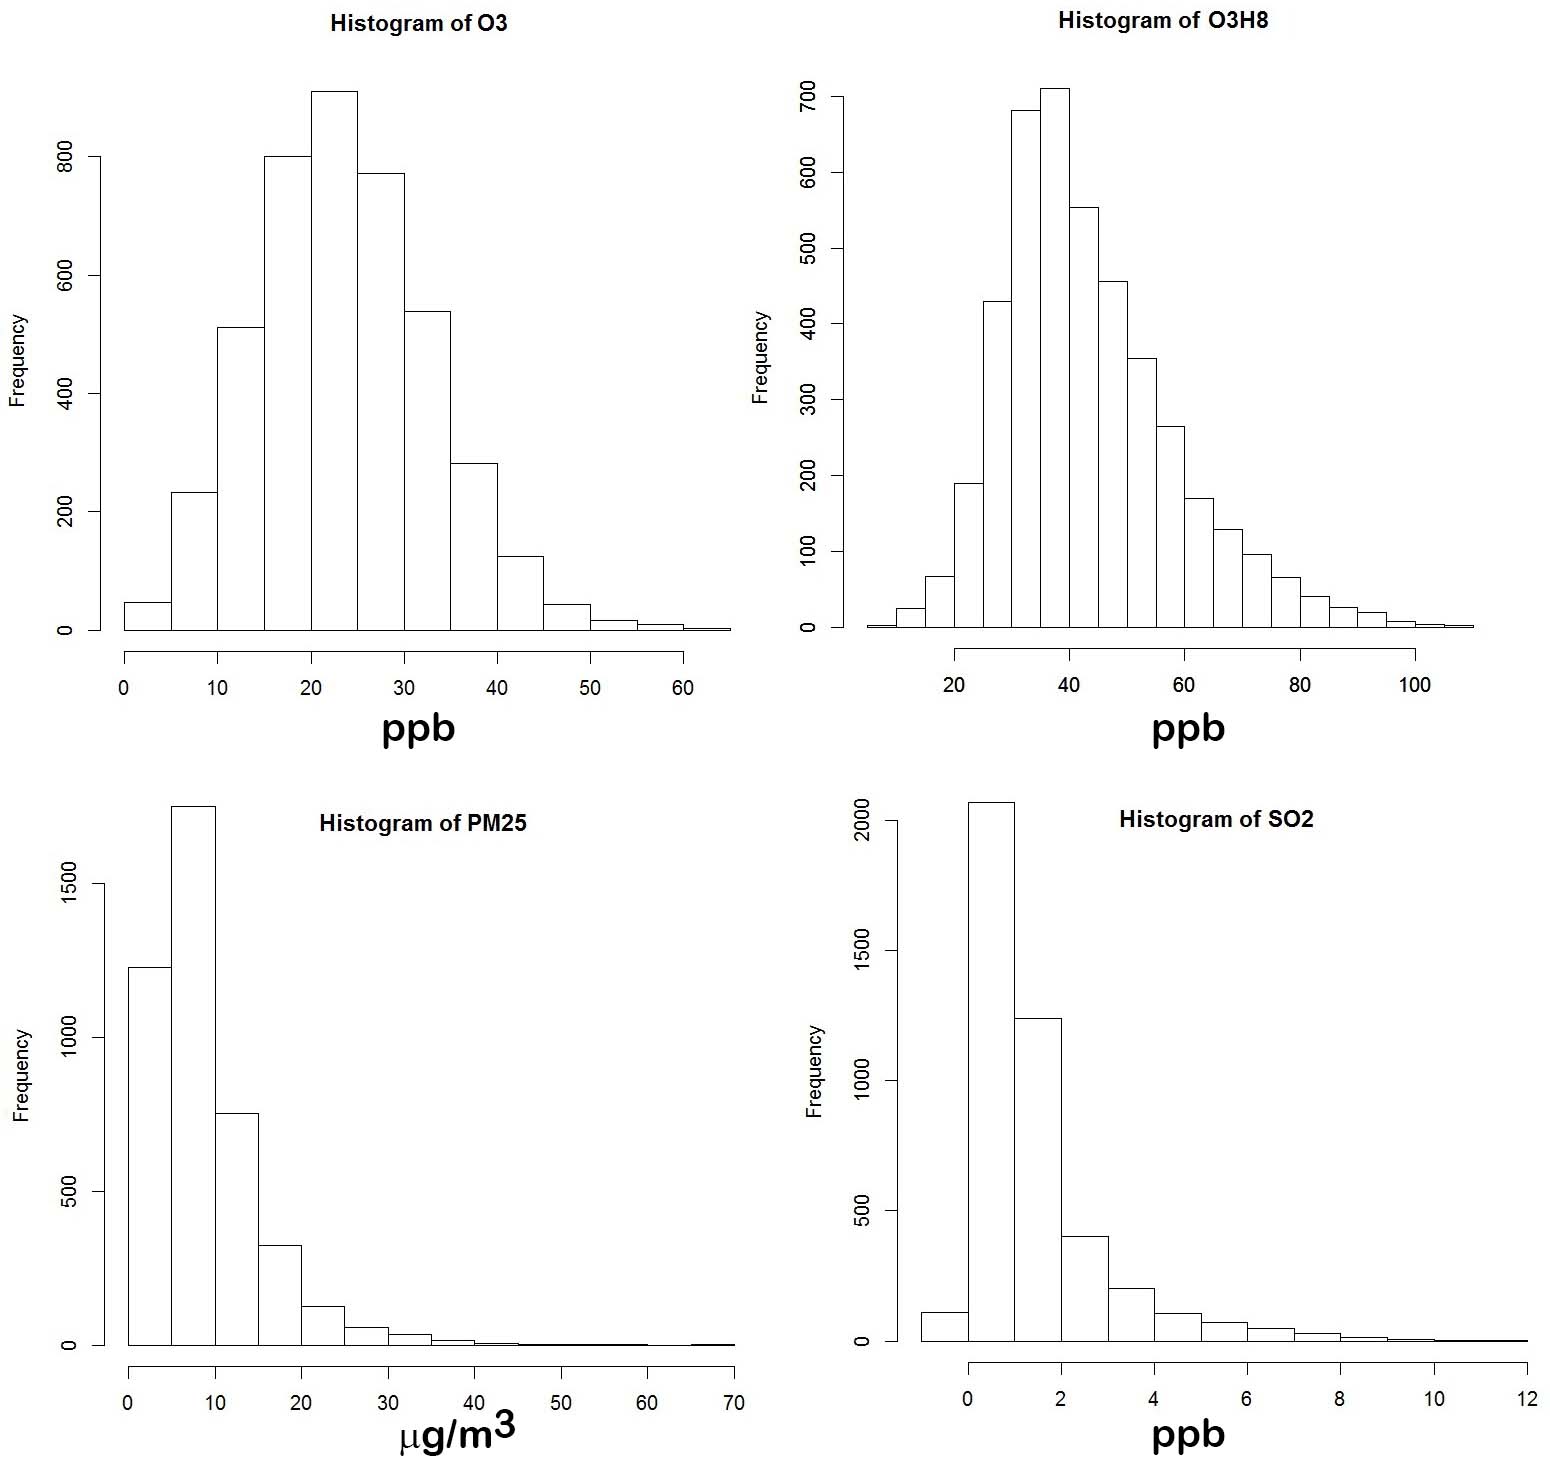 Histogram of O3
Frequency
0 200 400 600 800
0 10 20 30 40 50 60
ppb
Histogram of O3H8
Frequency
0 100 200 300 400 500 600 700
20 40 60 80 100
ppb
Histogram of PM25
Frequency
0 500 1000 1500
0 10 20 30 40 50 60 70
μg/m³
Histogram of SO2
Frequency
0 500 1000 1500 2000
0 2 4 6 8 10 12
ppb